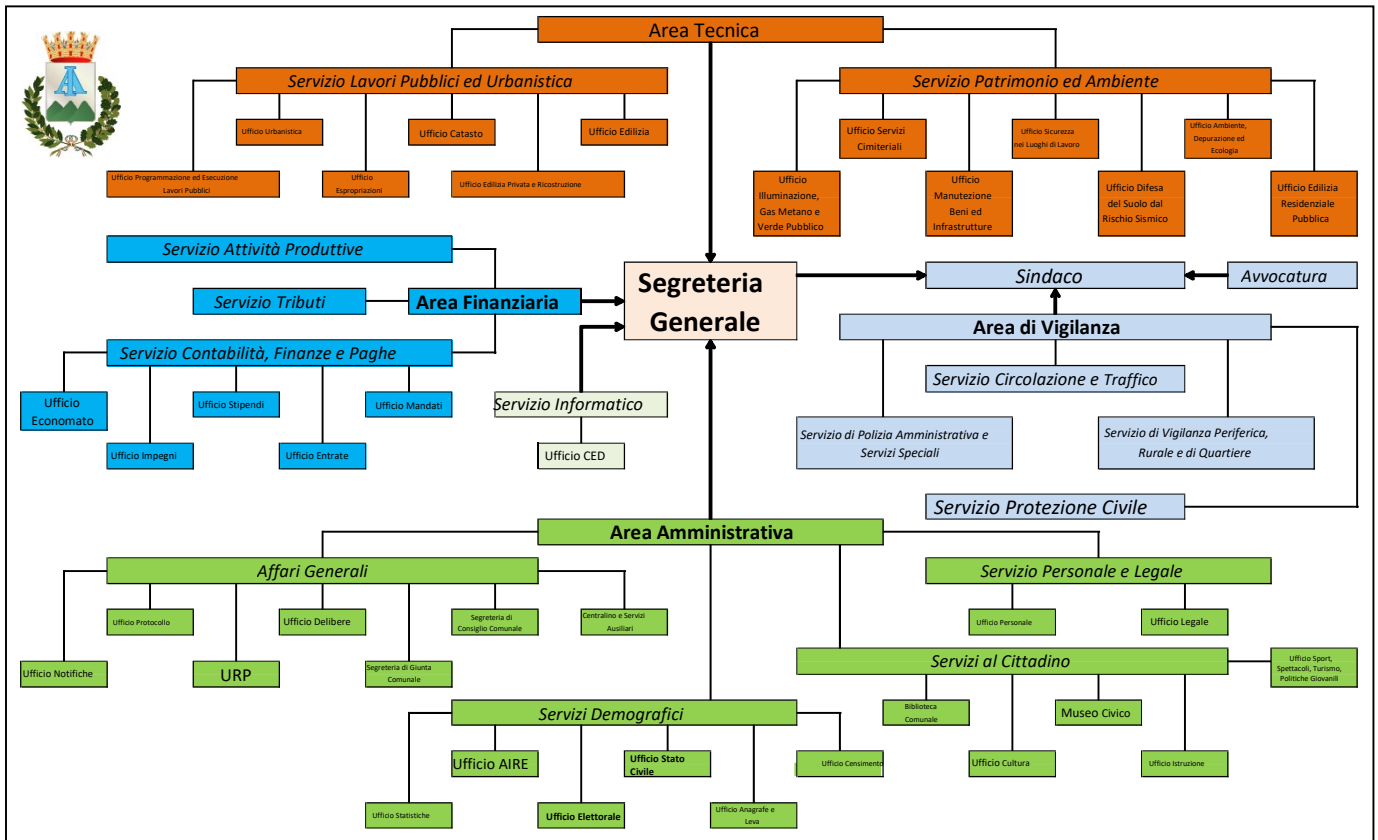 Area Tecnica
Servizio Lavori Pubblici ed Urbanistica
Servizio Patrimonio ed Ambiente
Ufficio Urbanistica
Ufficio Catasto
Ufficio Edilizia
Ufficio Programmazione ed Esecuzione
Lavori Pubblici
Ufficio
Espropriazioni
Ufficio Edilizia Privata e Ricostruzione
Ufficio Servizi
Cimiteriali
Ufficio Sicurezza
nei Luoghi di Lavoro
Ufficio Ambiente,
Depurazione ed
Ecologia
Ufficio
Illuminazione,
Gas Metano e
Verde Pubblico
Ufficio
Manutezione
Beni ed
Infrastrutture
Ufficio Difesa
del Suolo dal
Rischio Sismico
Ufficio Edilizia
Residenziale
Pubblica
Servizio Attività Produttive
Servizio Tributi
Area Finanziaria
Servizio Contabilità, Finanze e Paghe
Ufficio
Economato
Ufficio Stipendi
Ufficio Mandati
Ufficio Impegni
Ufficio Entrate
Segreteria
Generale
Servizio Informatico
Ufficio CED
Sindaco
Avvocatura
Area di Vigilanza
Servizio Circolazione e Traffico
Servizio di Polizia Amministrativa e
Servizi Speciali
Servizio di Vigilanza Periferica,
Rurale e di Quartiere
Servizio Protezione Civile
Area Amministrativa
Affari Generali
Servizio Personale e Legale
Ufficio Protocollo
Ufficio Delibere
Segreteria di
Consiglio Comunale
Centralino e Servizi
Ausiliari
Ufficio Notifiche
URP
Segreteria di Giunta
Comunale
Ufficio Personale
Ufficio Legale
Servizi al Cittadino
Ufficio Sport,
Spettacoli, Turismo,
Politiche Giovanili
Biblioteca
Comunale
Museo Civico
Ufficio Cultura
Ufficio Istruzione
Servizi Demografici
Ufficio AIRE
Ufficio Stato
Civile
Ufficio Censimento
Ufficio Statistiche
Ufficio Elettorale
Ufficio Anagrafe e
Leva